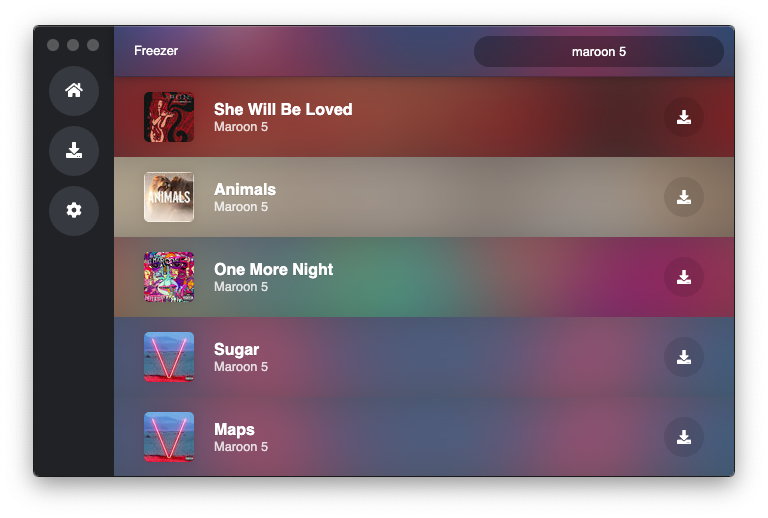 Freezer
maroon 5
She Will Be Loved
Maroon 5
ANIMALS
Animals
Maroon 5
One More Night
Maroon 5
Sugar
Maroon 5
Maps
Maroon 5